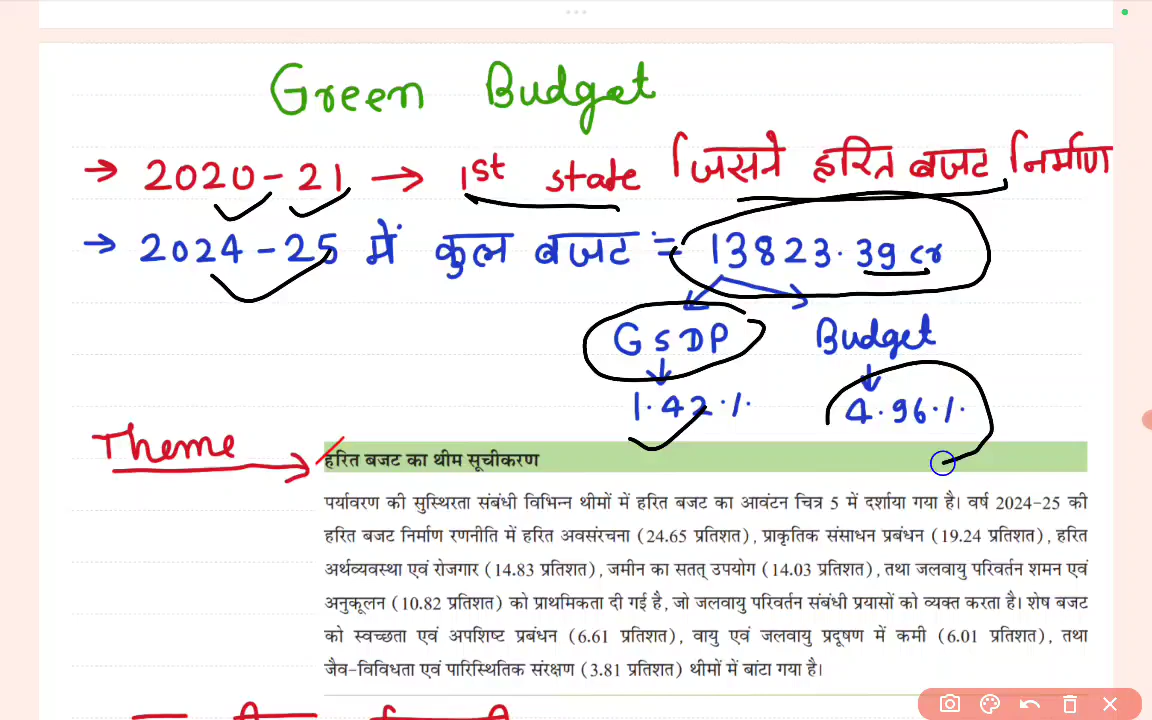 Green Budget
→ 2020-21 → 1st state जिसने हरित बजट निर्माण
→ 2024-25 में कुल बजट = 13823.39 cr
GSDP Budget
1.42% 4.96%
Theme
हरित बजट का थीम सूचीकरण
पर्यावरण की सुस्थिरता संबंधी विभिन्न थीमों में हरित बजट का आवंटन चित्र 5 में दर्शाया गया है। वर्ष 2024-25 की
हरित बजट निर्माण रणनीति में हरित अवसंरचना (24.65 प्रतिशत), प्राकृतिक संसाधन प्रबंधन (19.24 प्रतिशत), हरित
अर्थव्यवस्था एवं रोजगार (14.83 प्रतिशत), जमीन का सतत् उपयोग (14.03 प्रतिशत), तथा जलवायु परिवर्तन शमन एवं
अनुकूलन (10.82 प्रतिशत) को प्राथमिकता दी गई है, जो जलवायु परिवर्तन संबंधी प्रयासों को व्यक्त करता है। शेष बजट
को स्वच्छता एवं अपशिष्ट प्रबंधन (6.61 प्रतिशत), वायु एवं जलवायु प्रदूषण में कमी (6.01 प्रतिशत), तथा
जैव-विविधता एवं पारिस्थितिक संरक्षण (3.81 प्रतिशत) थीमों में बांटा गया है।